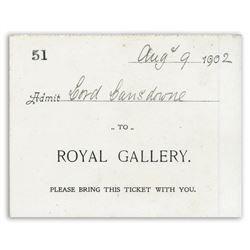 51
Aug^t 9 1902
Admit Lord Lansdowne
„ TO „
ROYAL GALLERY.
PLEASE BRING THIS TICKET WITH YOU.